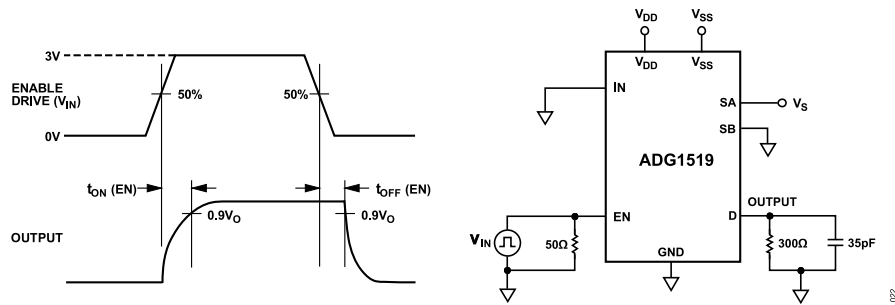 3V
ENABLE
DRIVE (VIN)
50%
50%
0V
tON (EN)
tOFF (EN)
0.9VO
0.9VO
OUTPUT
VDD
VSS
VDD
VSS
IN
SA
VS
SB
ADG1519
OUTPUT
EN
D
VIN
50Ω
GND
300Ω
35pF
022